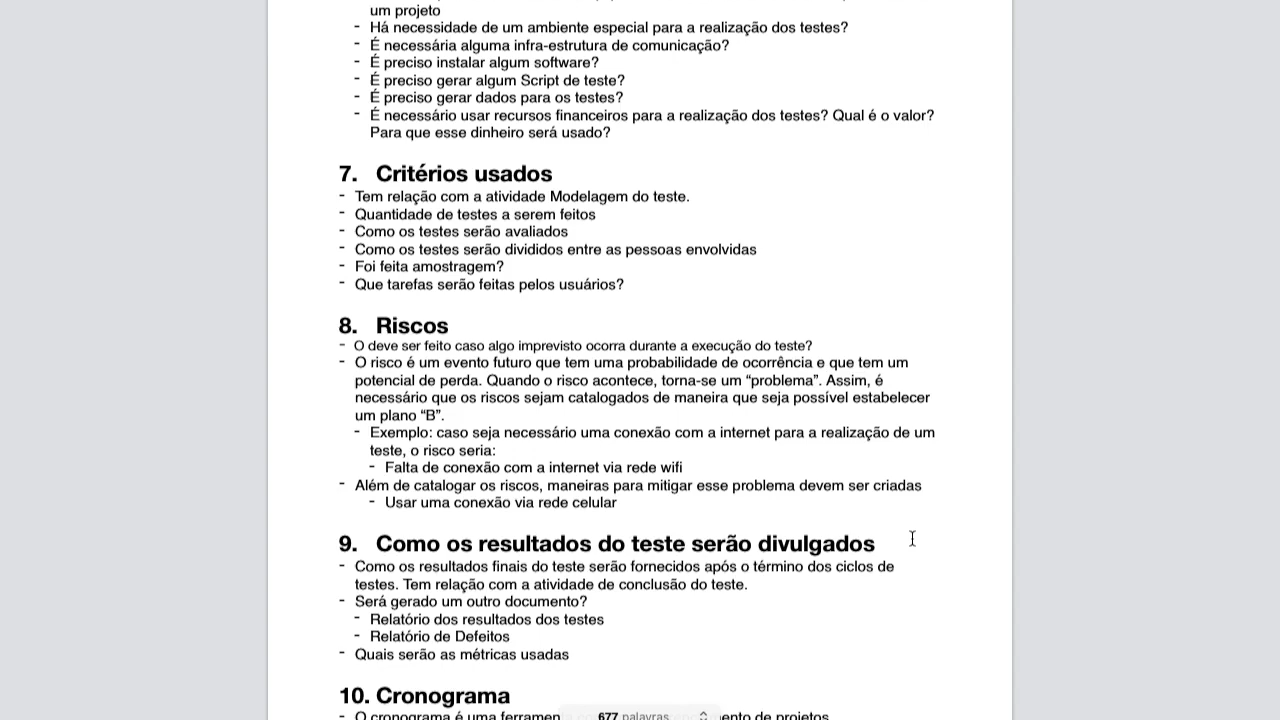 um projeto
- Há necessidade de um ambiente especial para a realização dos testes?
- É necessária alguma infra-estrutura de comunicação?
- É preciso instalar algum software?
- É preciso gerar algum Script de teste?
- É preciso gerar dados para os testes?
- É necessário usar recursos financeiros para a realização dos testes? Qual é o valor?
Para que esse dinheiro será usado?
7. Critérios usados
- Tem relação com a atividade Modelagem do teste.
- Quantidade de testes a serem feitos
- Como os testes serão avaliados
- Como os testes serão divididos entre as pessoas envolvidas
- Foi feita amostragem?
- Que tarefas serão feitas pelos usuários?
8. Riscos
- O deve ser feito caso algo imprevisto ocorra durante a execução do teste?
- O risco é um evento futuro que tem uma probabilidade de ocorrência e que tem um
potencial de perda. Quando o risco acontece, torna-se um “problema”. Assim, é
necessário que os riscos sejam catalogados de maneira que seja possível estabelecer
um plano “B”.
- Exemplo: caso seja necessário uma conexão com a internet para a realização de um
teste, o risco seria:
- Falta de conexão com a internet via rede wifi
- Além de catalogar os riscos, maneiras para mitigar esse problema devem ser criadas
- Usar uma conexão via rede celular
9. Como os resultados do teste serão divulgados
- Como os resultados finais do teste serão fornecidos após o término dos ciclos de
testes. Tem relação com a atividade de conclusão do teste.
- Será gerado um outro documento?
- Relatório dos resultados dos testes
- Relatório de Defeitos
- Quais serão as métricas usadas
10. Cronograma
- O cronograma é uma ferramen
de projetos
677 palavras